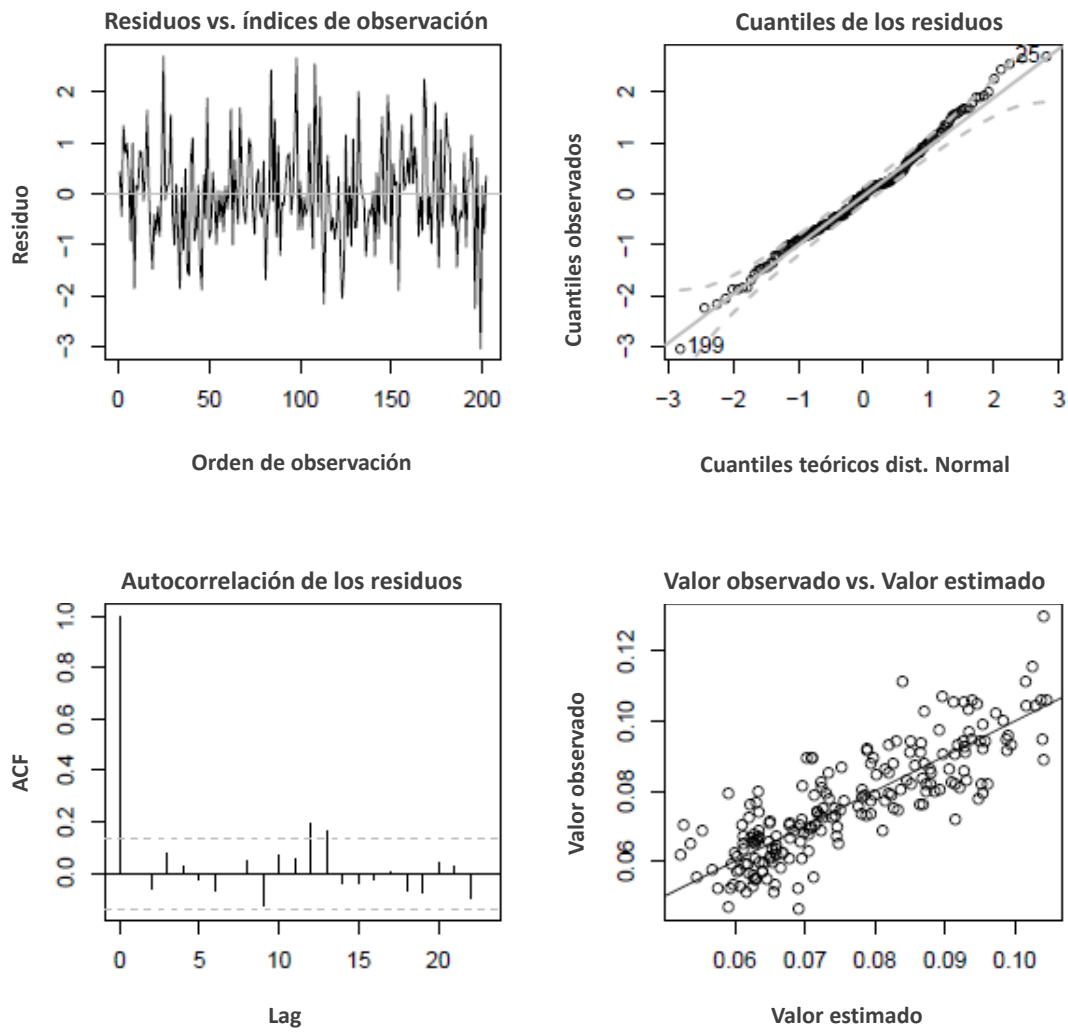 Residuos vs. índices de observación
Residuo
2
1
0
−1
−2
−3
0 50 100 150 200
Orden de observación
Cuantiles de los residuos
Cuantiles observados
2
1
0
−1
−2
−3
25
199
−3 −2 −1 0 1 2 3
Cuantiles teóricos dist. Normal
Autocorrelación de los residuos
ACF
1.0
0.8
0.6
0.4
0.2
0.0
0 5 10 15 20
Lag
Valor observado vs. Valor estimado
Valor observado
0.12
0.10
0.08
0.06
0.06 0.07 0.08 0.09 0.10
Valor estimado